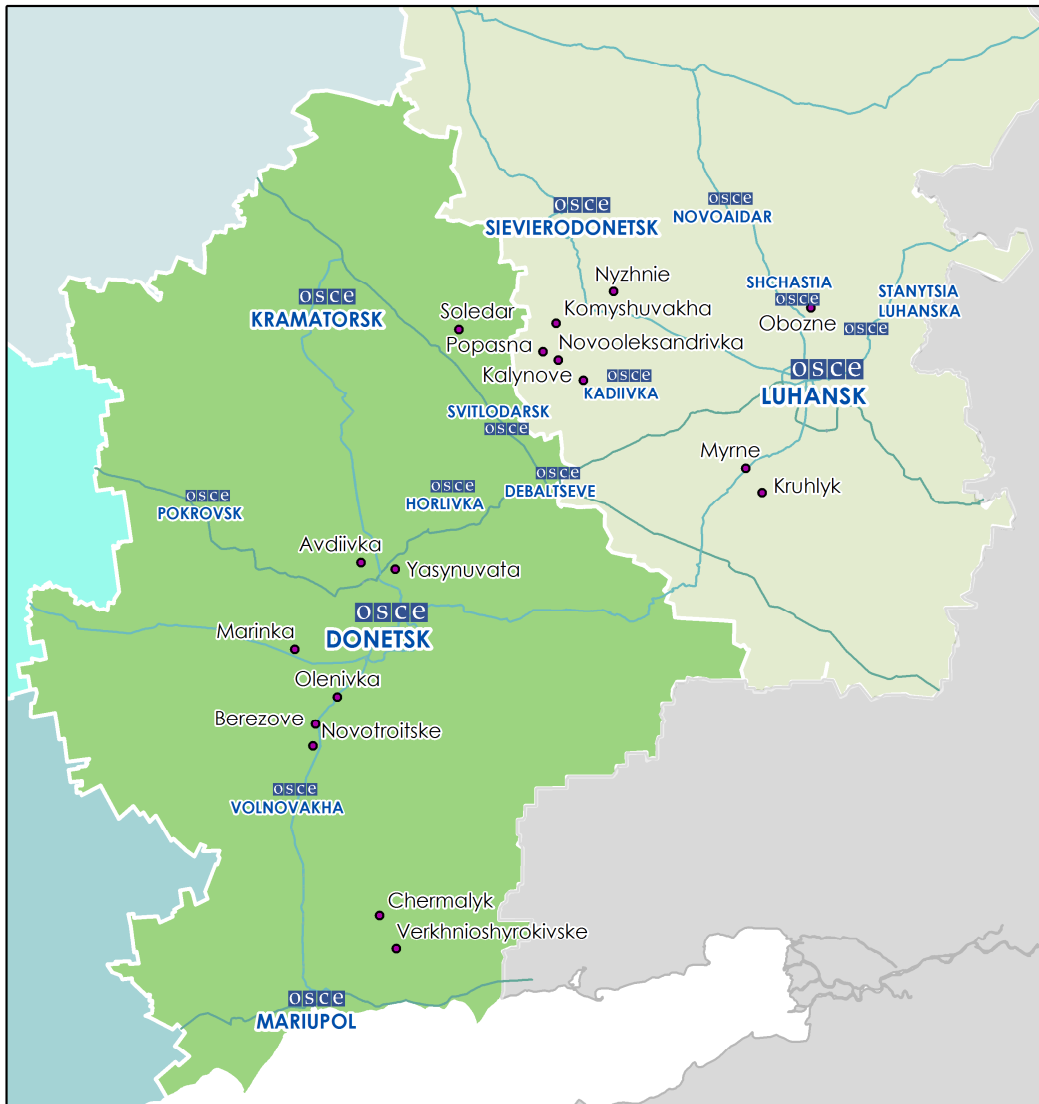 osce
SIEVIERODONETSK
osce
NOVOAIDAR
Nyzhnie
SHCHASTIA
osce
Obozne
STANYTSIA
LUHANSKA
osce
osce
KRAMATORSK
Soledar
Komyshuvakha
Popasna
Novooleksandrivka
Kalynove
osce
KADIIVKA
osce
LUHANSK
SVITLODARSK
osce
Myrne
osce
DEBALTSEVE
Kruhlyk
osce
HORLIVKA
osce
POKROVSK
Avdiivka
Yasynuvata
osce
DONETSK
Marinka
Olenivka
Berezove
Novotroitske
osce
VOLNOVAKHA
Chermalyk
Verkhnioshyrokivske
osce
MARIUPOL